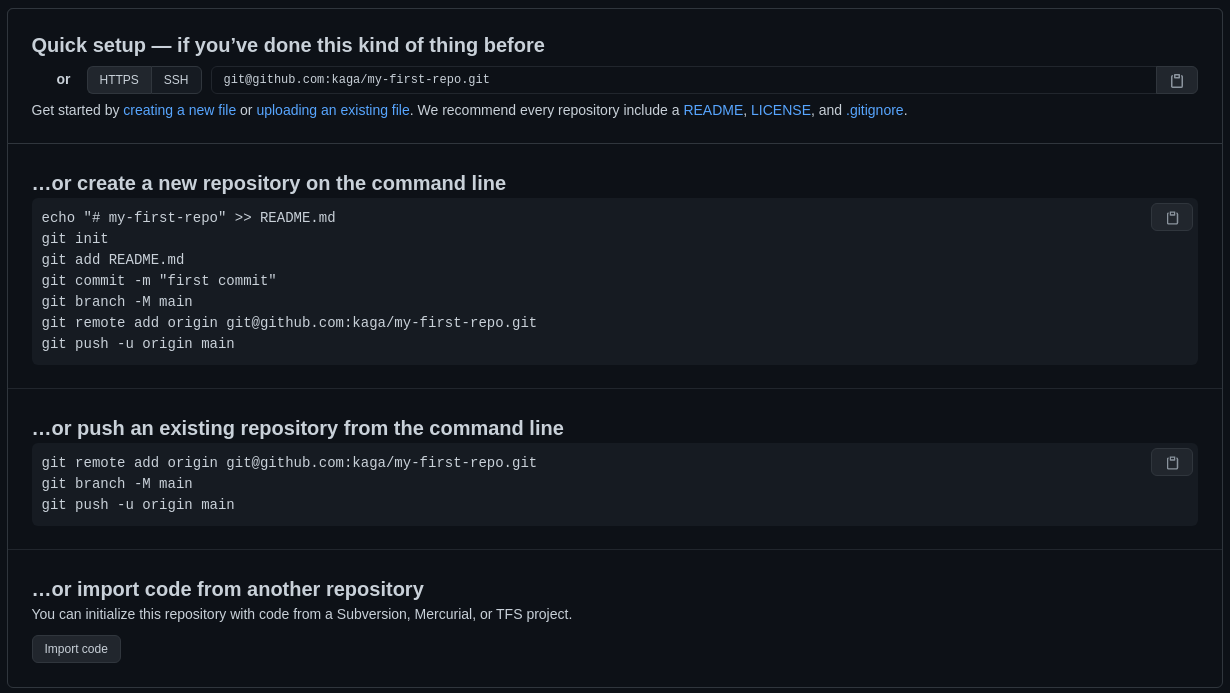 Quick setup — if you’ve done this kind of thing before
or HTTPS SSH git@github.com:kaga/my-first-repo.git
Get started by creating a new file or uploading an existing file. We recommend every repository include a README, LICENSE, and .gitignore.
…or create a new repository on the command line
echo "# my-first-repo" >> README.md
git init
git add README.md
git commit -m "first commit"
git branch -M main
git remote add origin git@github.com:kaga/my-first-repo.git
git push -u origin main
…or push an existing repository from the command line
git remote add origin git@github.com:kaga/my-first-repo.git
git branch -M main
git push -u origin main
…or import code from another repository
You can initialize this repository with code from a Subversion, Mercurial, or TFS project.
Import code